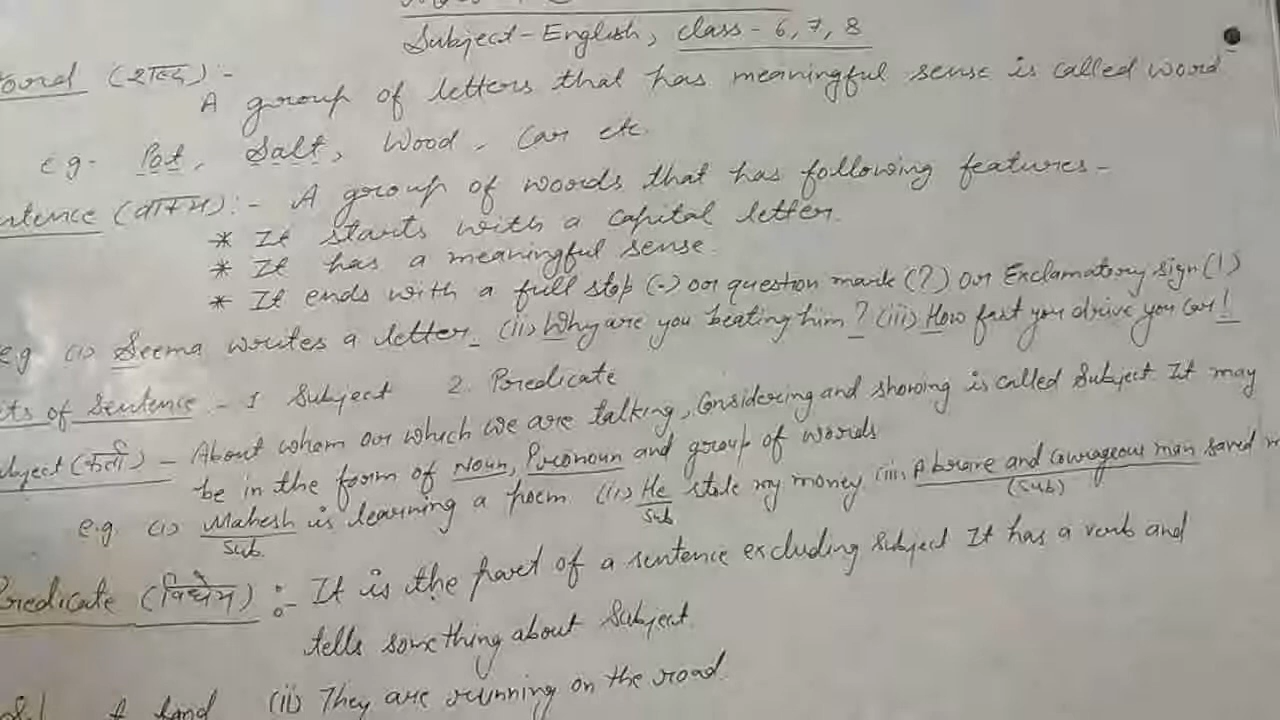 Subject-English, class - 6, 7, 8
ord (शब्द) :-
A group of letters that has meaningful sense is called word
e.g- Pot, Salt, Wood, Car etc.
ntence (वाक्य) :- A group of words that has following features -
* It starts with a capital letter.
* It has a meaningful sense.
* It ends with a full stop (.) or question mark (?) or Exclamatory sign (!)
e.g (i) Seema writes a letter. (ii) Why are you beating him? (iii) How fast you drive you car!
ts of Sentence - 1 Subject 2. Predicate
ubject (कर्ता) - About whom or which we are talking, Considering and showing is called Subject. It may
be in the form of Noun, Pronoun and group of words
e.g. (i) Mahesh is learning a poem (ii) He stole my money (iii) A brave and Courageous man saved m
Sub. Sub (Sub)
Predicate (विधेय) :- It is the part of a sentence excluding Subject It has a verb and
tells something about Subject.
(ii) They are running on the road.